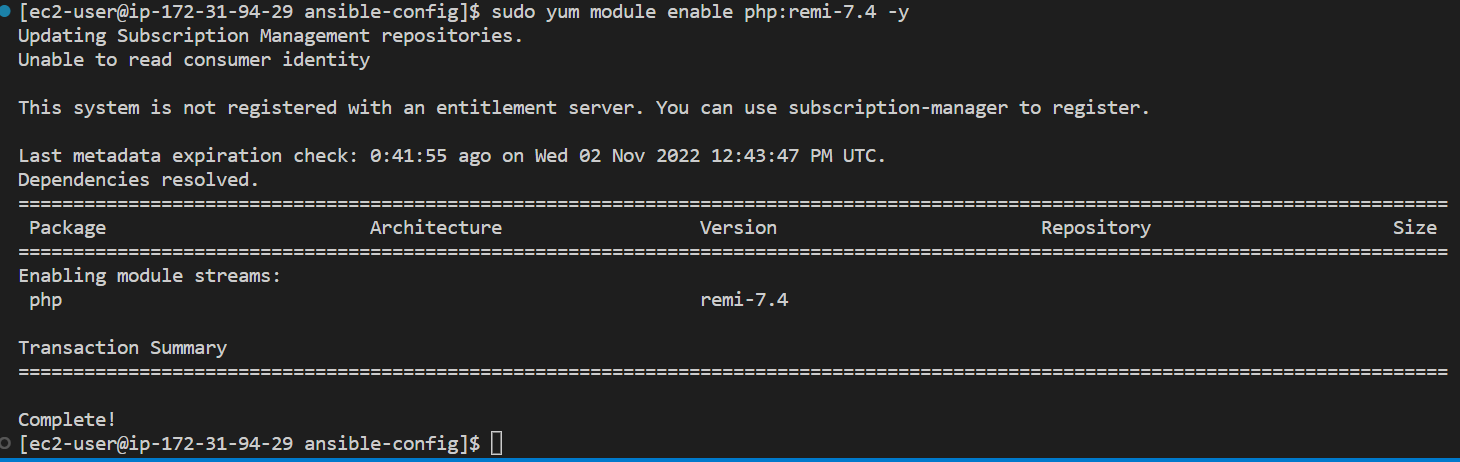 [ec2-user@ip-172-31-94-29 ansible-config]$ sudo yum module enable php:remi-7.4 -y
Updating Subscription Management repositories.
Unable to read consumer identity
This system is not registered with an entitlement server. You can use subscription-manager to register.
Last metadata expiration check: 0:41:55 ago on Wed 02 Nov 2022 12:43:47 PM UTC.
Dependencies resolved.
==================================================================================================================================
Package Architecture Version Repository Size
==================================================================================================================================
Enabling module streams:
php remi-7.4
Transaction Summary
==================================================================================================================================
Complete!
[ec2-user@ip-172-31-94-29 ansible-config]$